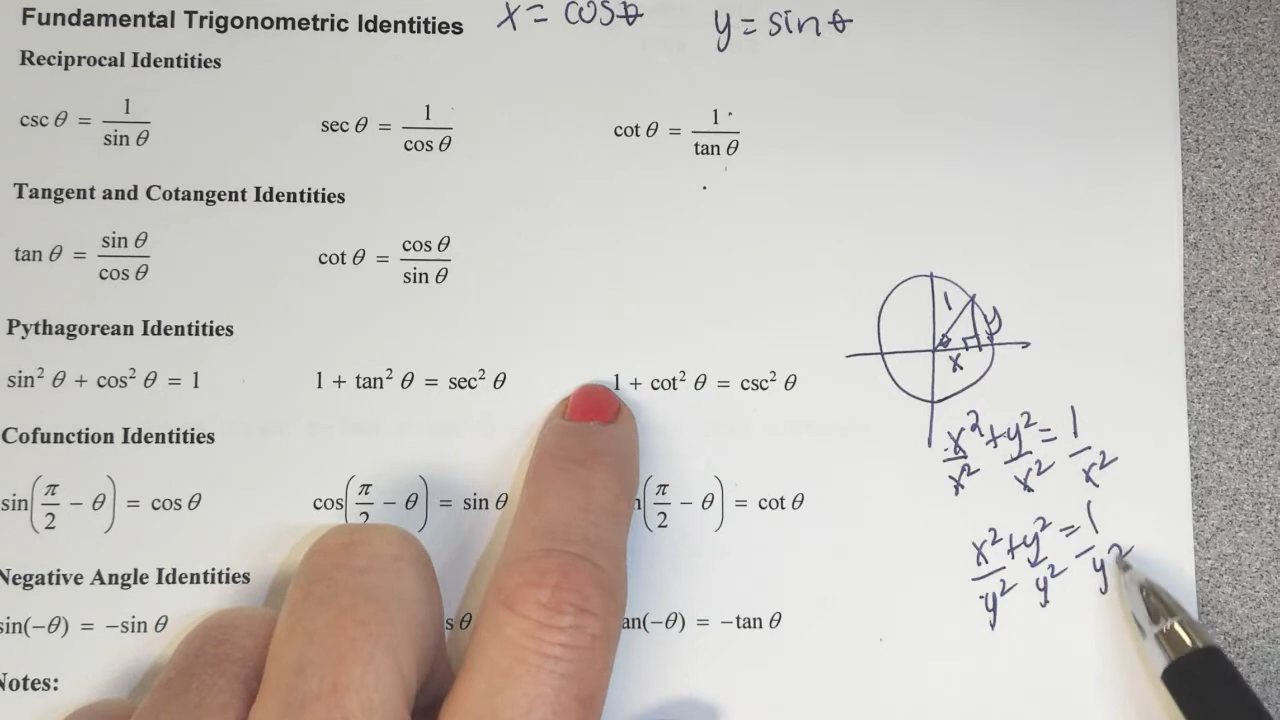 Fundamental Trigonometric Identities x = cosθ y = sinθ
Reciprocal Identities
csc θ = 1/sin θ sec θ = 1/cos θ cot θ = 1/tan θ
Tangent and Cotangent Identities
tan θ = sin θ/cos θ cot θ = cos θ/sin θ
1 y
θ x
Pythagorean Identities
sin² θ + cos² θ = 1 1 + tan² θ = sec² θ 1 + cot² θ = csc² θ
x²/x² + y²/x² = 1/x²
Cofunction Identities
sin(π/2 − θ) = cos θ cos(π/2 − θ) = sin θ (π/2 − θ) = cot θ
x²/y² + y²/y² = 1/y²
Negative Angle Identities
sin(−θ) = −sin θ s θ an(−θ) = −tan θ
Notes: